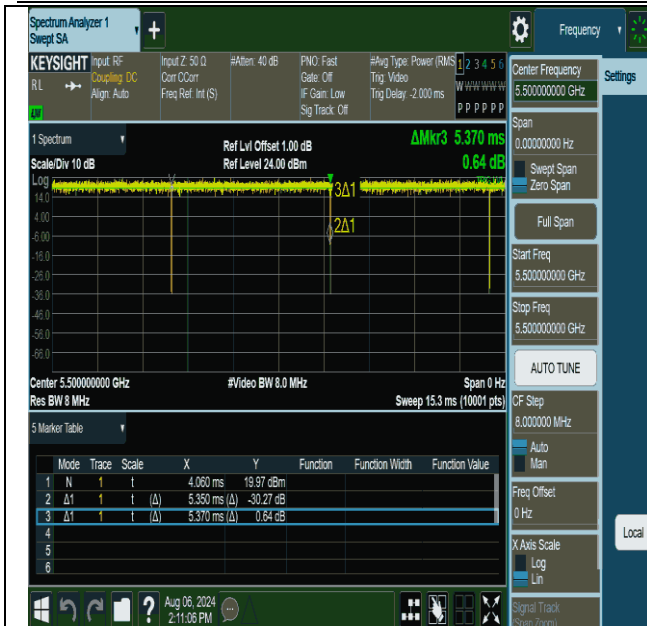 Spectrum Analyzer 1
Swept SA
+
Frequency
KEYSIGHT
RL
Input: RF
Coupling: DC
Align: Auto
Input Z: 50 Ω
Corr CCorr
Freq Ref: Int (S)
#Atten: 40 dB
PNO: Fast
Gate: Off
IF Gain: Low
Sig Track: Off
#Avg Type: Power (RMS
Trig: Video
Trig Delay: -2.000 ms
1 2 3 4 5 6
W W W W W W
P P P P P P
1 Spectrum
Scale/Div 10 dB
Ref Lvl Offset 1.00 dB
Ref Level 24.00 dBm
ΔMkr3 5.370 ms
0.64 dB
Log
14.0
4.00
-6.00
-16.0
-26.0
-36.0
-46.0
-56.0
-66.0
3Δ1
2Δ1
Center 5.500000000 GHz
#Video BW 8.0 MHz
Span 0 Hz
Res BW 8 MHz
Sweep 15.3 ms (10001 pts)
5 Marker Table
Mode Trace Scale X Y Function Function Width Function Value
1 N 1 t 4.060 ms 19.97 dBm
2 Δ1 1 t (Δ) 5.350 ms (Δ) -30.27 dB
3 Δ1 1 t (Δ) 5.370 ms (Δ) 0.64 dB
4
5
6
?
Aug 06, 2024
2:11:06 PM
Center Frequency
5.500000000 GHz
Span
0.00000000 Hz
Swept Span
Zero Span
Full Span
Start Freq
5.500000000 GHz
Stop Freq
5.500000000 GHz
AUTO TUNE
CF Step
8.000000 MHz
Auto
Man
Freq Offset
0 Hz
X Axis Scale
Log
Lin
Signal Track
(Span Zoom)
Settings
Local